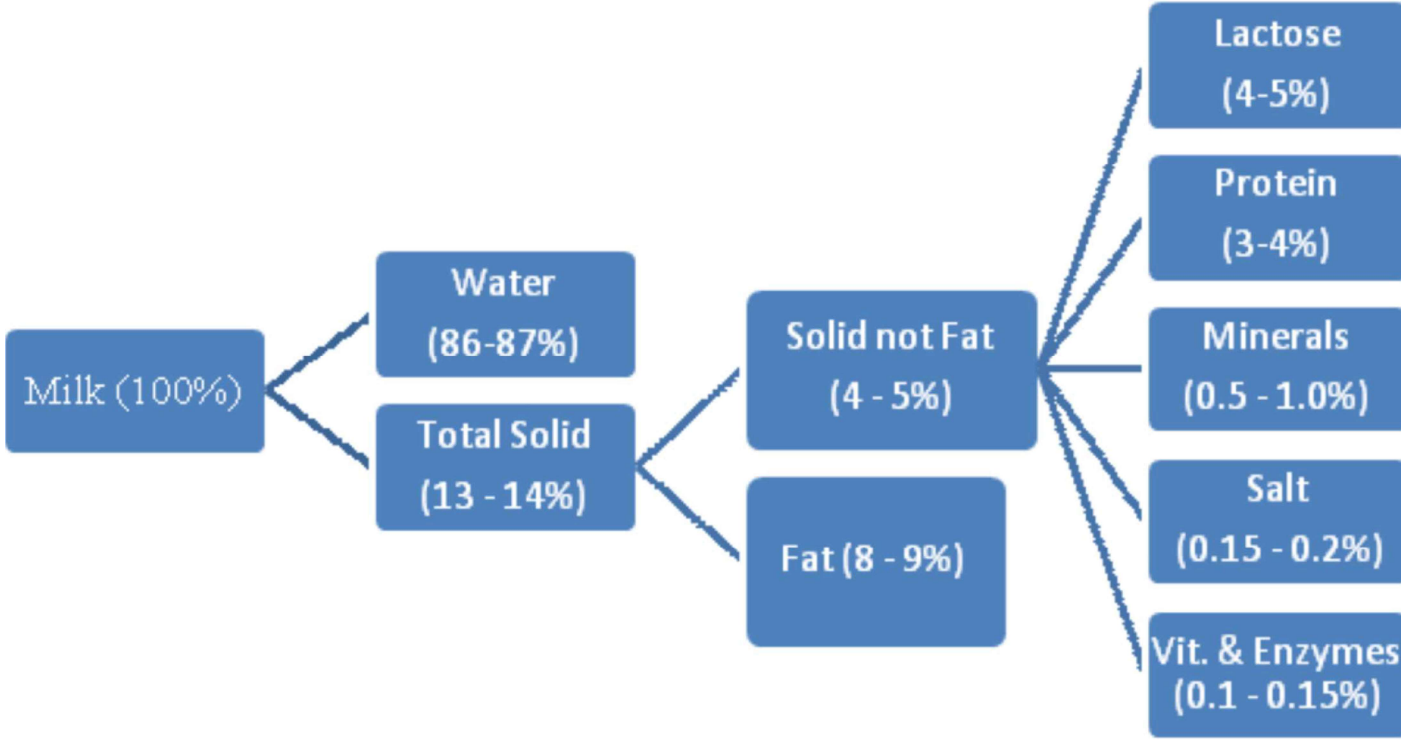 Milk (100%)
Water
(86-87%)
Total Solid
(13 - 14%)
Solid not Fat
(4 - 5%)
Fat (8 - 9%)
Lactose
(4-5%)
Protein
(3-4%)
Minerals
(0.5 - 1.0%)
Salt
(0.15 - 0.2%)
Vit. & Enzymes
(0.1 - 0.15%)